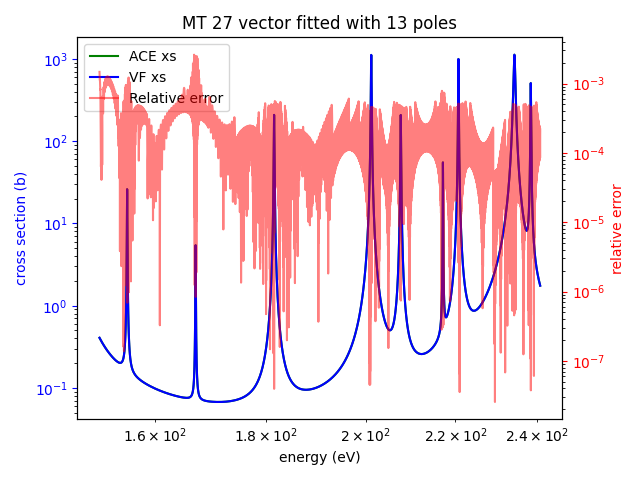 MT 27 vector fitted with 13 poles
ACE xs
VF xs
Relative error
10³
10²
10¹
10⁰
10⁻¹
cross section (b)
10⁻³
10⁻⁴
10⁻⁵
10⁻⁶
10⁻⁷
relative error
1.6 × 10² 1.8 × 10² 2 × 10² 2.2 × 10² 2.4 × 10²
energy (eV)